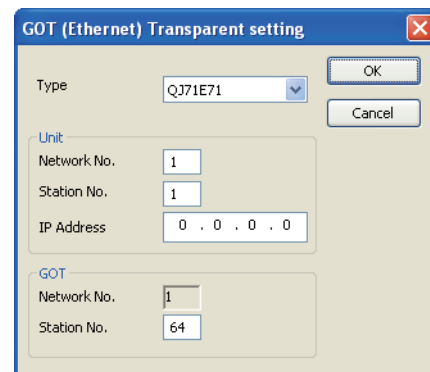 GOT (Ethernet) Transparent setting
OK
Type QJ71E71
Cancel
Unit
Network No. 1
Station No. 1
IP Address 0 . 0 . 0 . 0
GOT
Network No. 1
Station No. 64